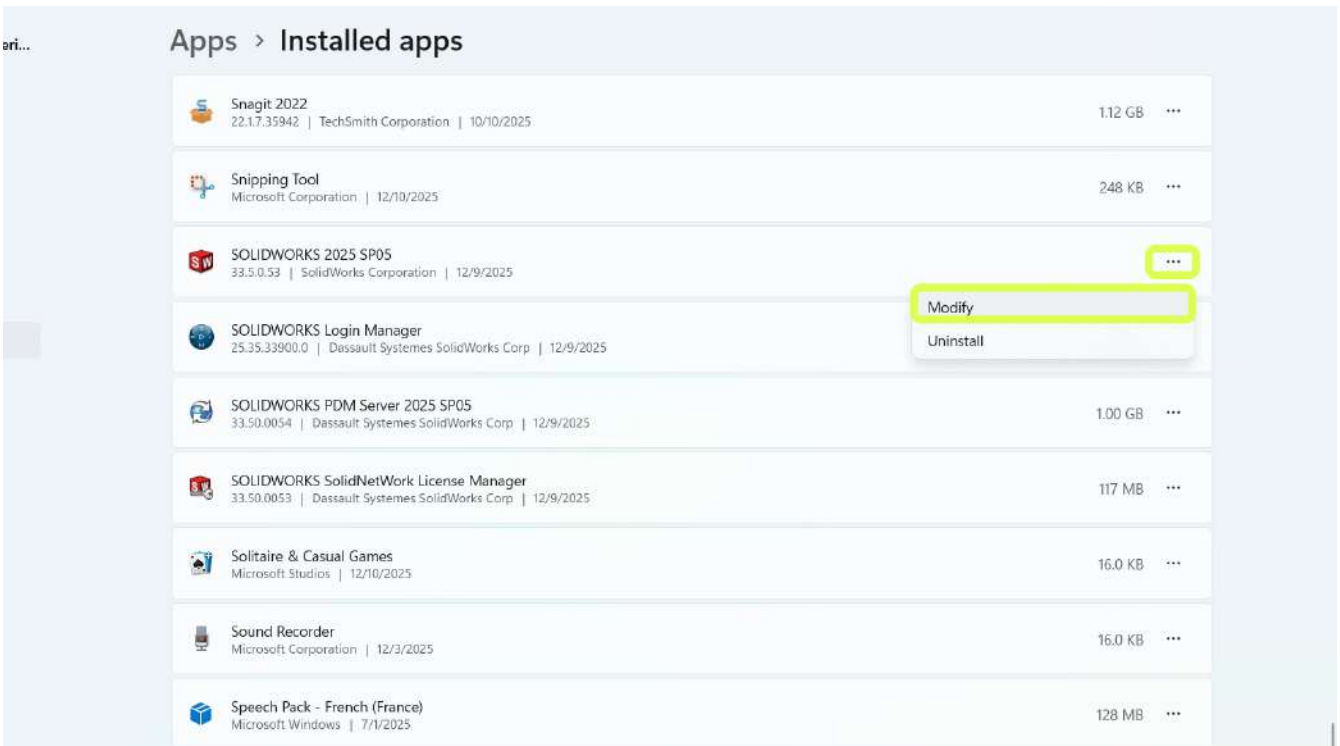 eri...
Apps > Installed apps
Snagit 2022
22.1.7.35942 | TechSmith Corporation | 10/10/2025
1.12 GB ...
Snipping Tool
Microsoft Corporation | 12/10/2025
248 KB ...
SOLIDWORKS 2025 SP05
33.5.0.53 | SolidWorks Corporation | 12/9/2025
...
Modify
Uninstall
SOLIDWORKS Login Manager
25.35.33900.0 | Dassault Systemes SolidWorks Corp | 12/9/2025
SOLIDWORKS PDM Server 2025 SP05
33.50.0054 | Dassault Systemes SolidWorks Corp | 12/9/2025
1.00 GB ...
SOLIDWORKS SolidNetWork License Manager
33.50.0053 | Dassault Systemes SolidWorks Corp | 12/9/2025
117 MB ...
Solitaire & Casual Games
Microsoft Studios | 12/10/2025
16.0 KB ...
Sound Recorder
Microsoft Corporation | 12/3/2025
16.0 KB ...
Speech Pack - French (France)
Microsoft Windows | 7/1/2025
128 MB ...